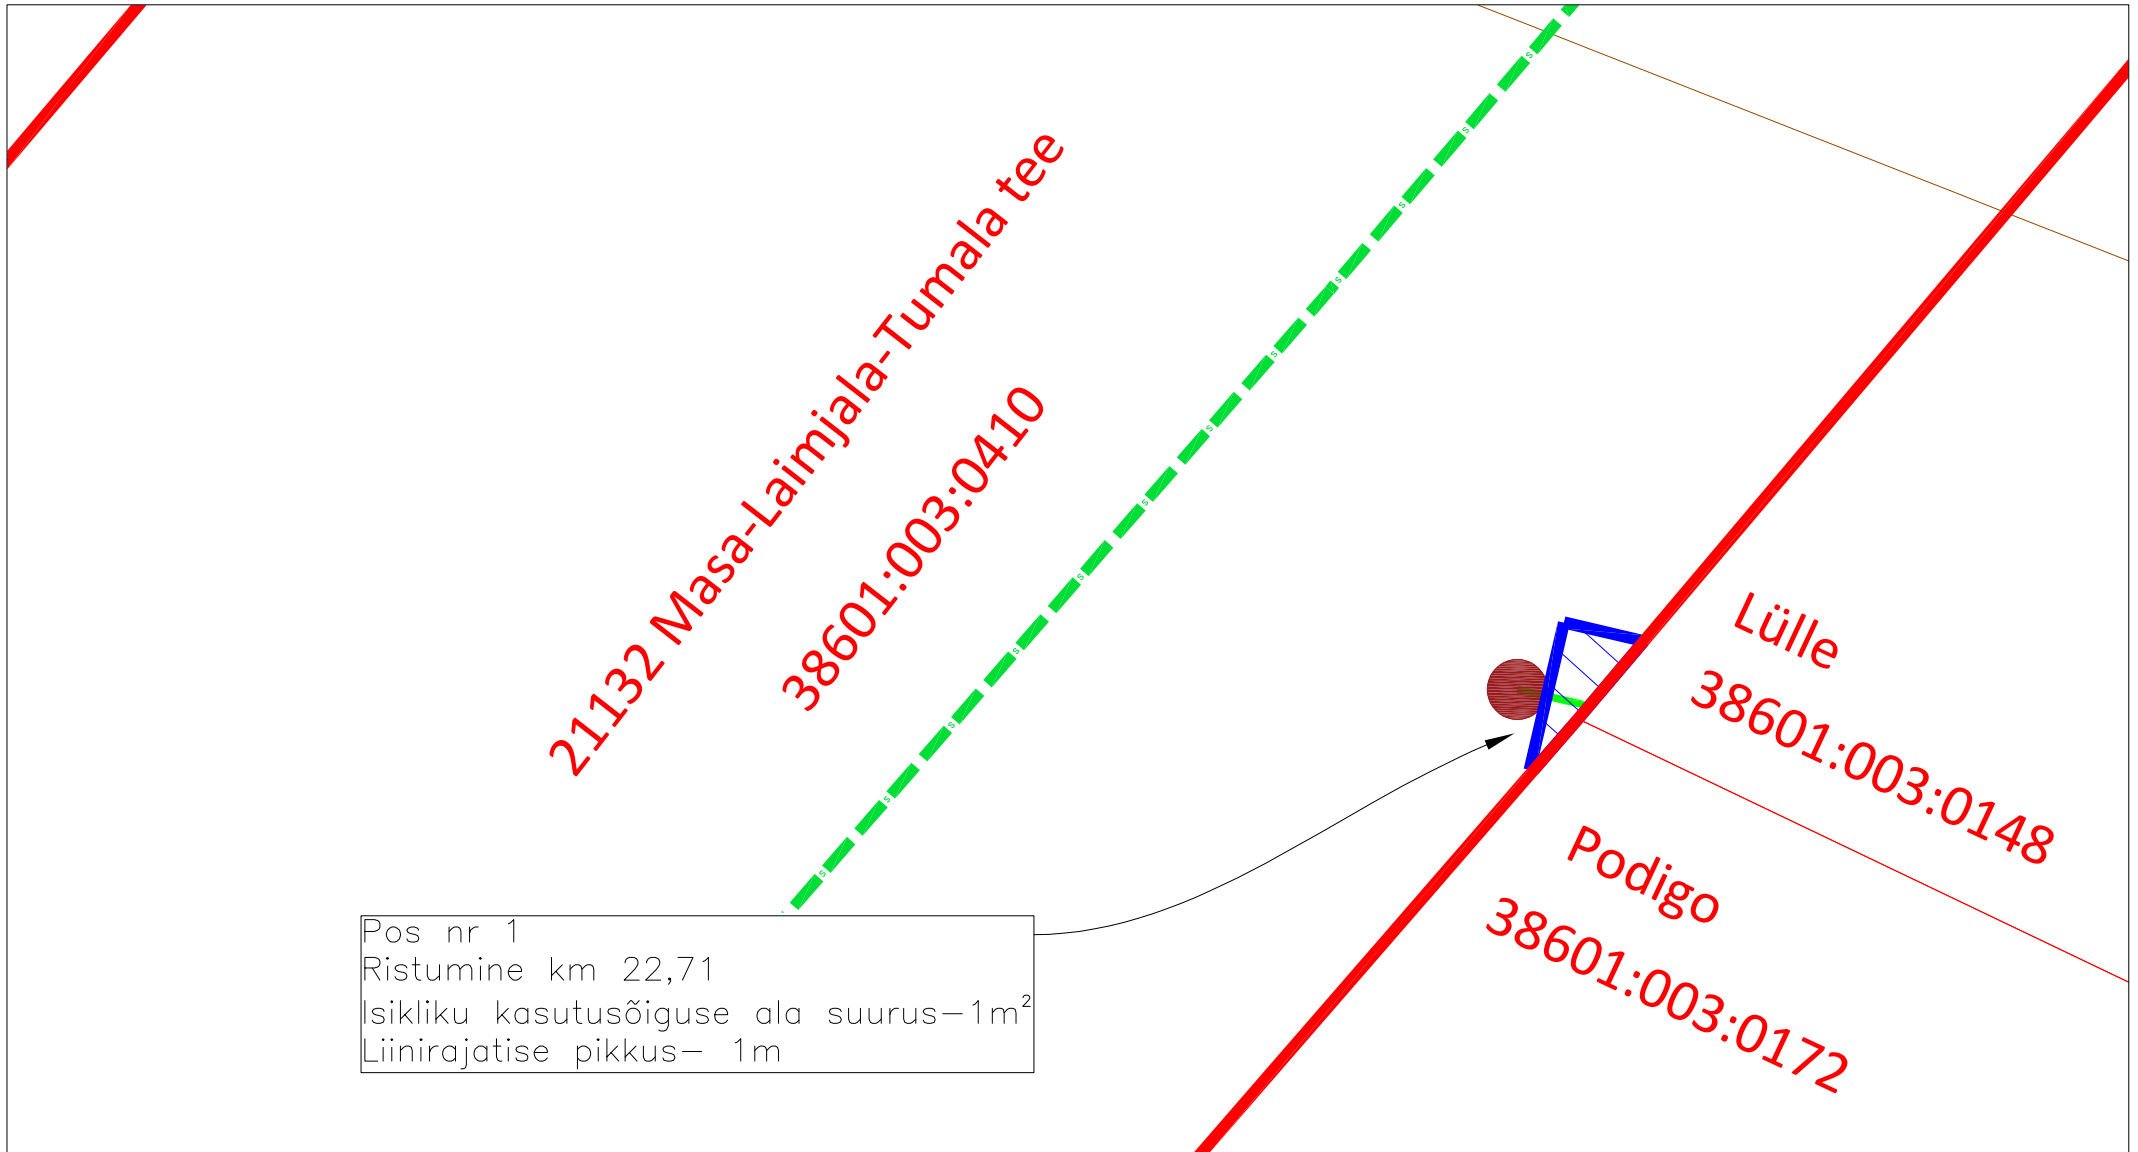 21132 Masa-Laimjala-Tumala tee
38601:003:0410
Lülle
38601:003:0148
Podigo
38601:003:0172
Pos nr 1
Ristumine km 22,71
Isikliku kasutusõiguse ala suurus-1m²
Liinirajatise pikkus- 1m
s
s
s
s
s
s
s
s
s
s
s
s